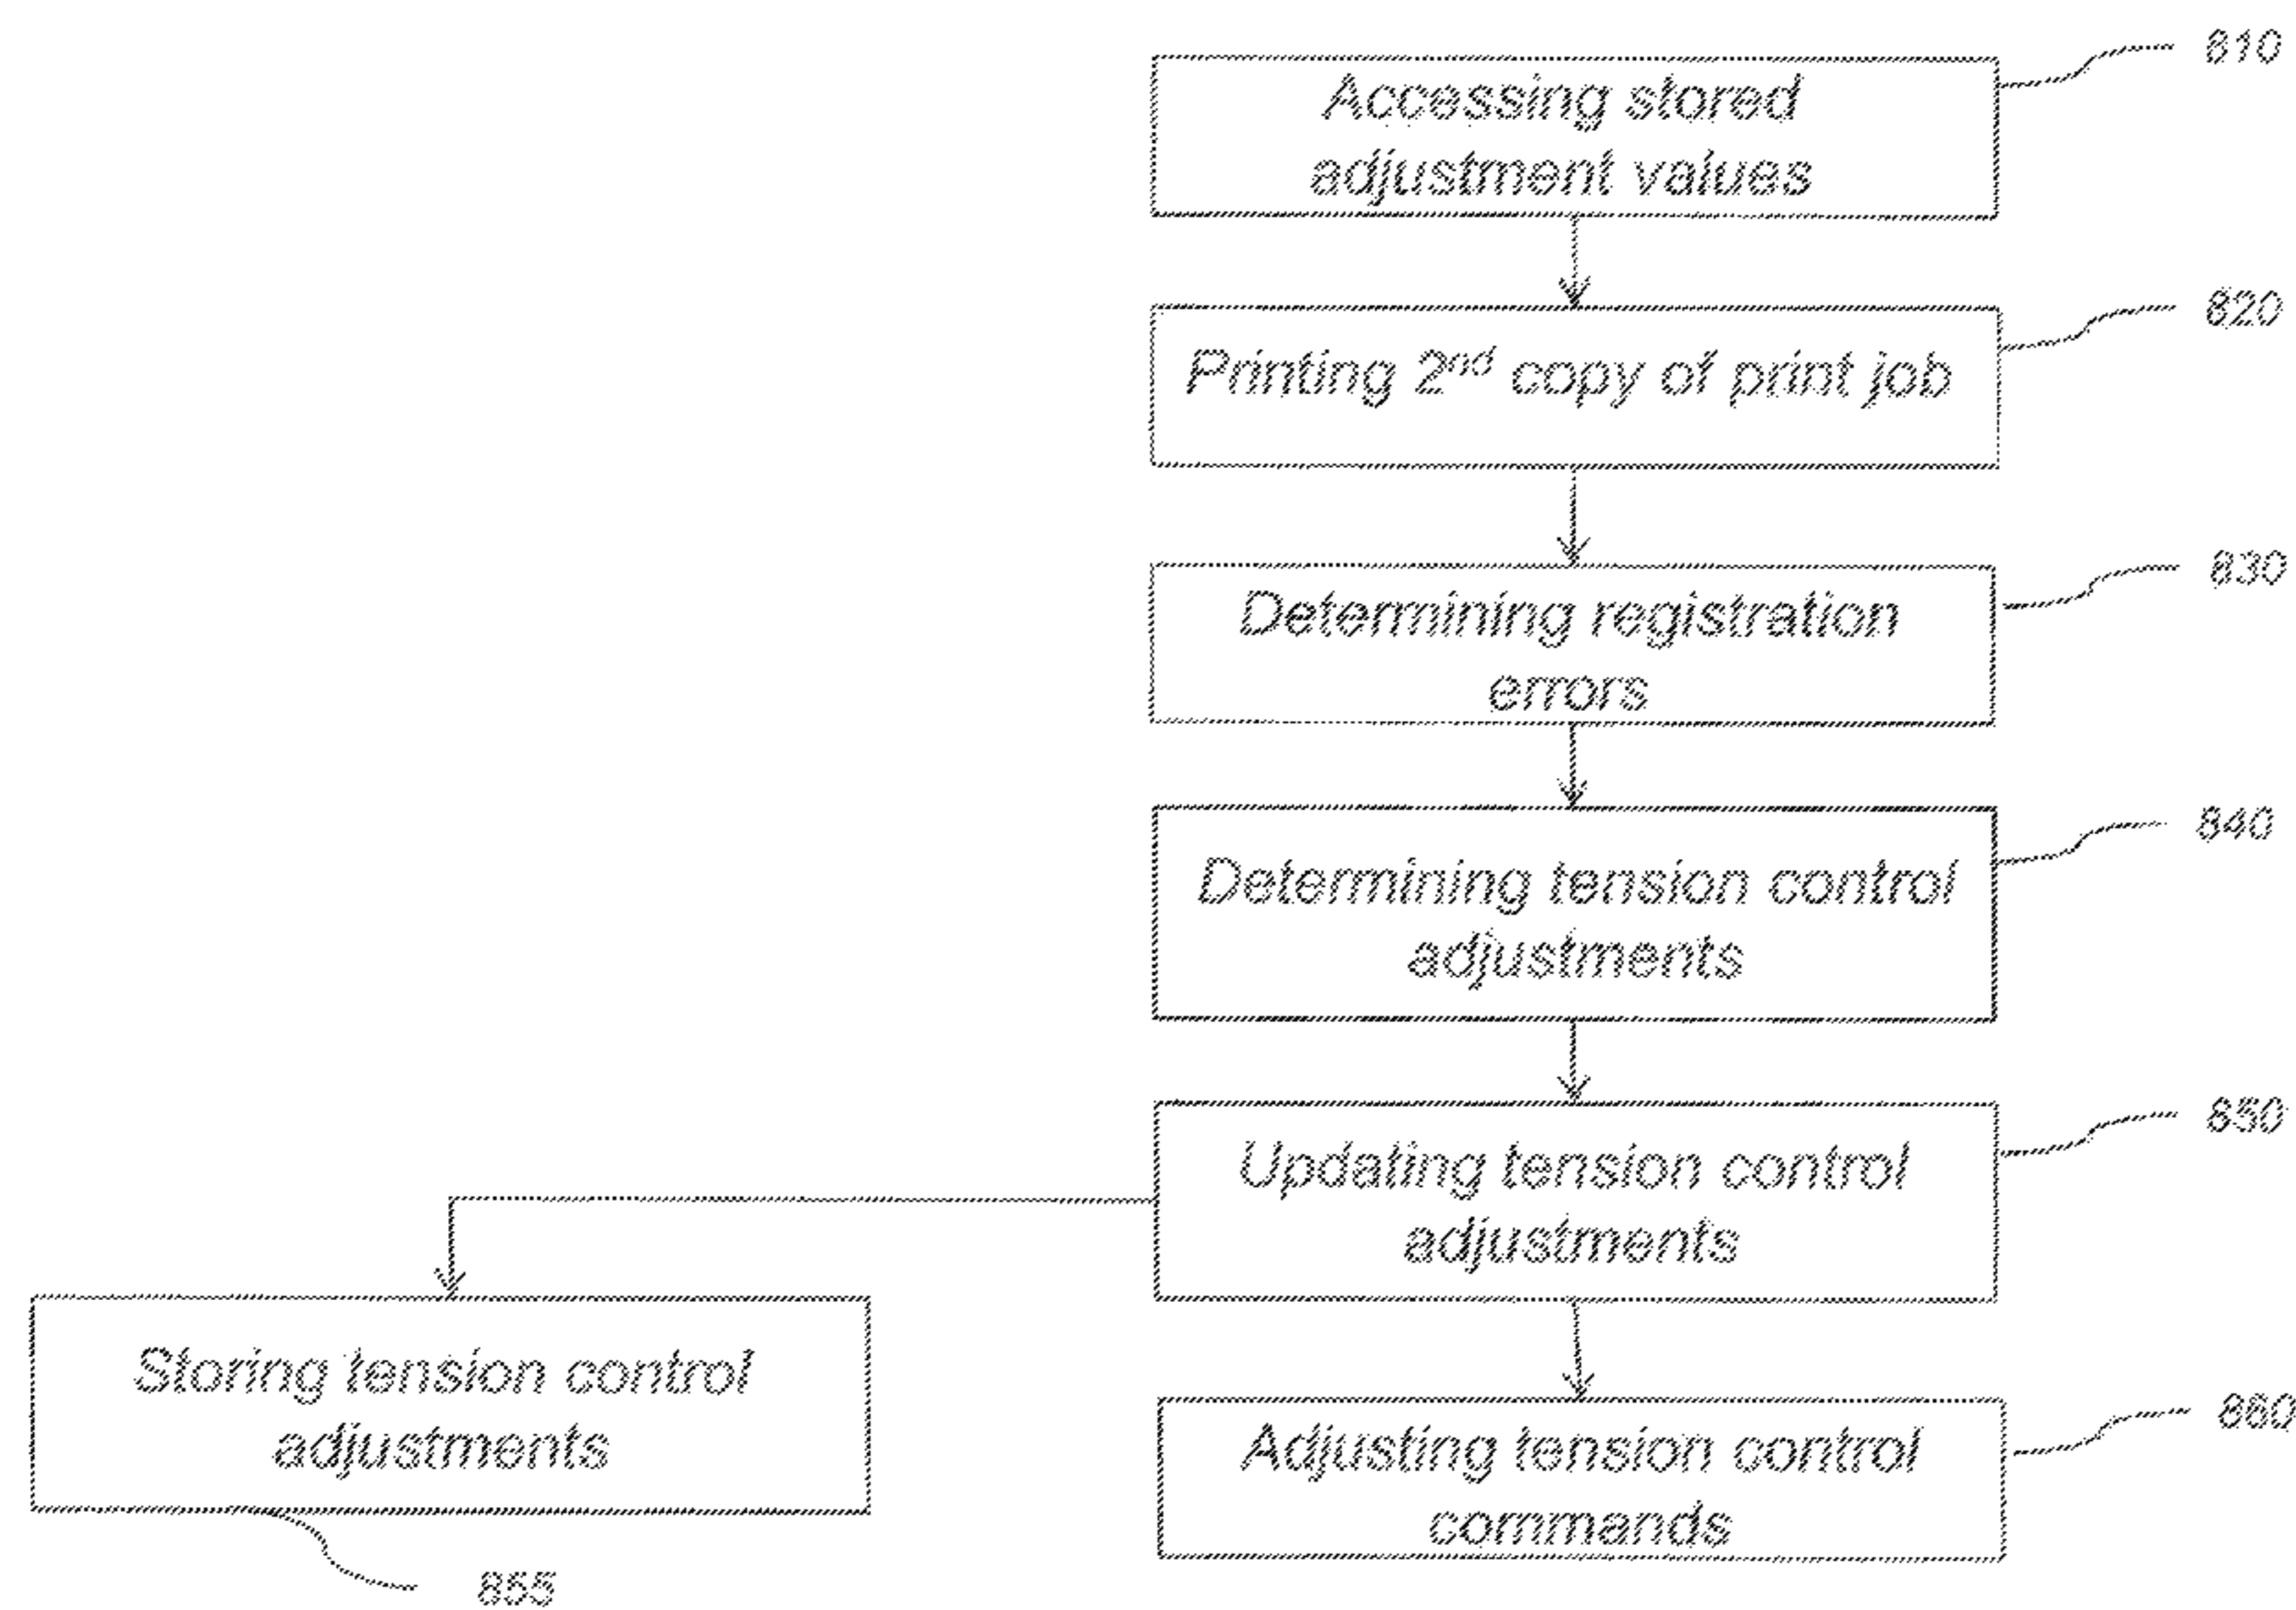 Accessing stored
adjustment values
810
Printing 2nd copy of print job
820
Determining registration
errors
830
Determining tension control
adjustments
840
Updating tension control
adjustments
850
Storing tension control
adjustments
855
Adjusting tension control
commands
860